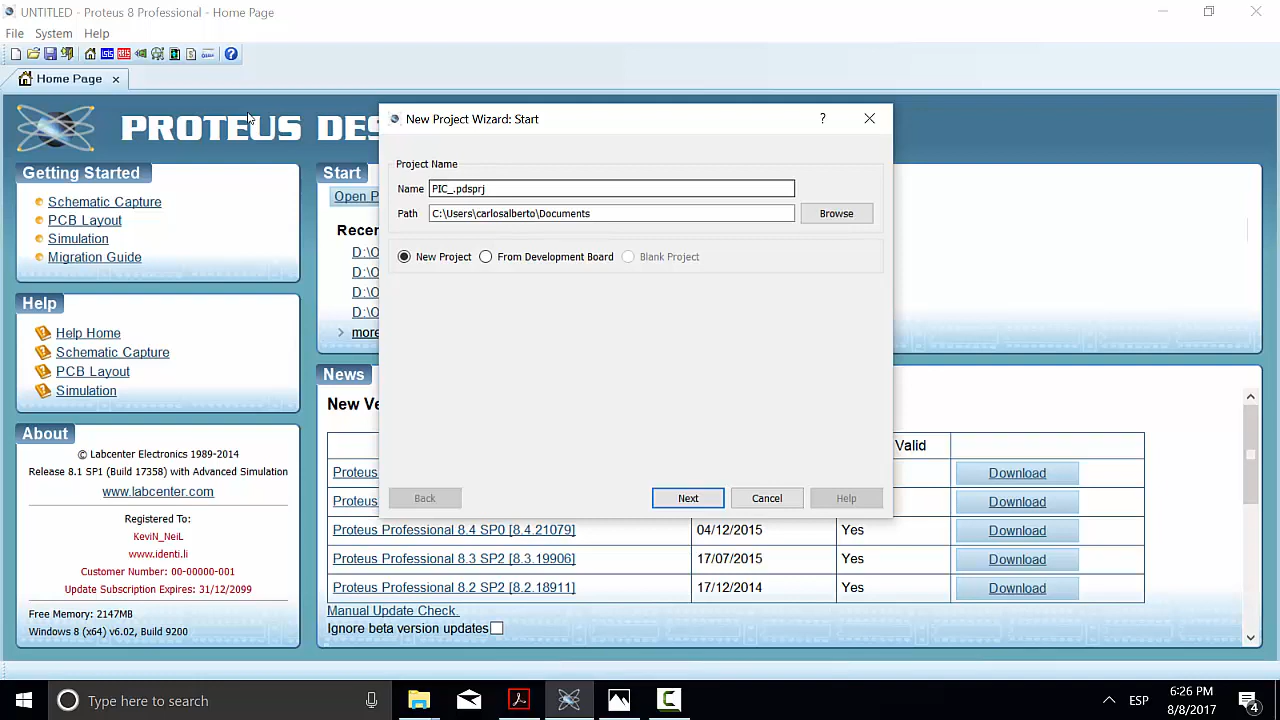 UNTITLED - Proteus 8 Professional - Home Page
File System Help
Home Page
PROTEUS DES
Getting Started
Schematic Capture
PCB Layout
Simulation
Migration Guide
Help
Help Home
Schematic Capture
PCB Layout
Simulation
About
© Labcenter Electronics 1989-2014
Release 8.1 SP1 (Build 17358) with Advanced Simulation
www.labcenter.com
Registered To:
KeviN_NeiL
www.identi.li
Customer Number: 00-00000-001
Update Subscription Expires: 31/12/2099
Free Memory: 2147MB
Windows 8 (x64) v6.02, Build 9200
Start
Open P
Recen
D:\O
D:\O
D:\O
D:\O
more
New Project Wizard: Start
Project Name
Name PIC_.pdsprj
Path C:\Users\carlosalberto\Documents Browse
New Project From Development Board Blank Project
Back Next Cancel Help
News
New Ve
Valid
Proteus Download
Proteus Download
Proteus Professional 8.4 SP0 [8.4.21079] 04/12/2015 Yes Download
Proteus Professional 8.3 SP2 [8.3.19906] 17/07/2015 Yes Download
Proteus Professional 8.2 SP2 [8.2.18911] 17/12/2014 Yes Download
Manual Update Check.
Ignore beta version updates
Type here to search
ESP
6:26 PM
8/8/2017
4